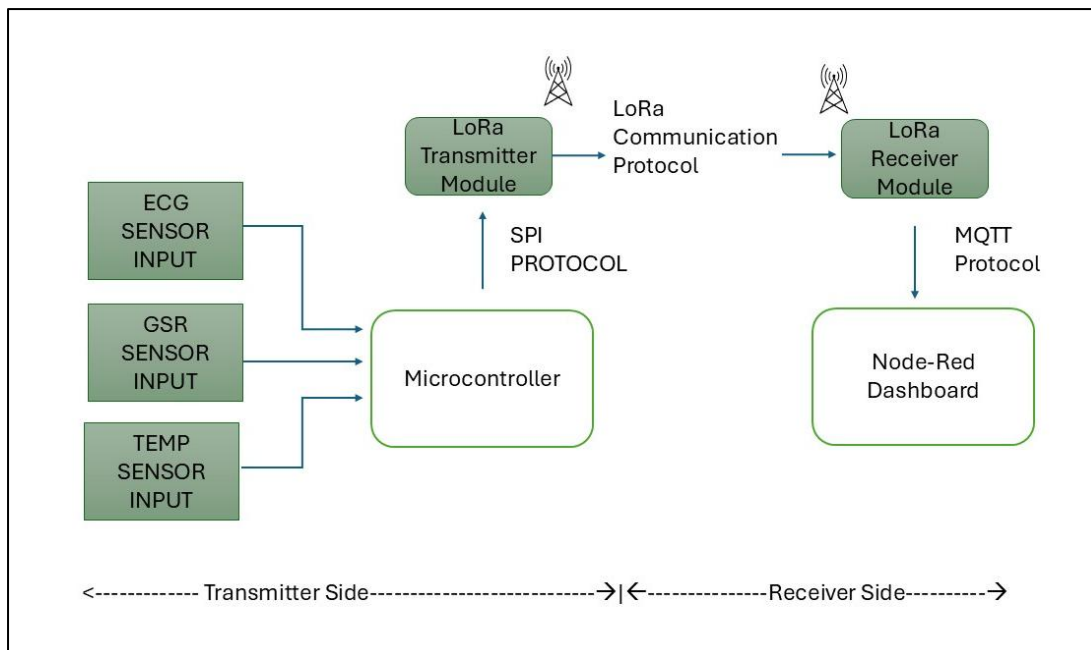 LoRa
Transmitter
Module
LoRa
Communication
Protocol
LoRa
Receiver
Module
ECG
SENSOR
INPUT
SPI
PROTOCOL
MQTT
Protocol
GSR
SENSOR
INPUT
Microcontroller
Node-Red
Dashboard
TEMP
SENSOR
INPUT
<------------- Transmitter Side----------------------------→|←----------------Receiver Side---------→